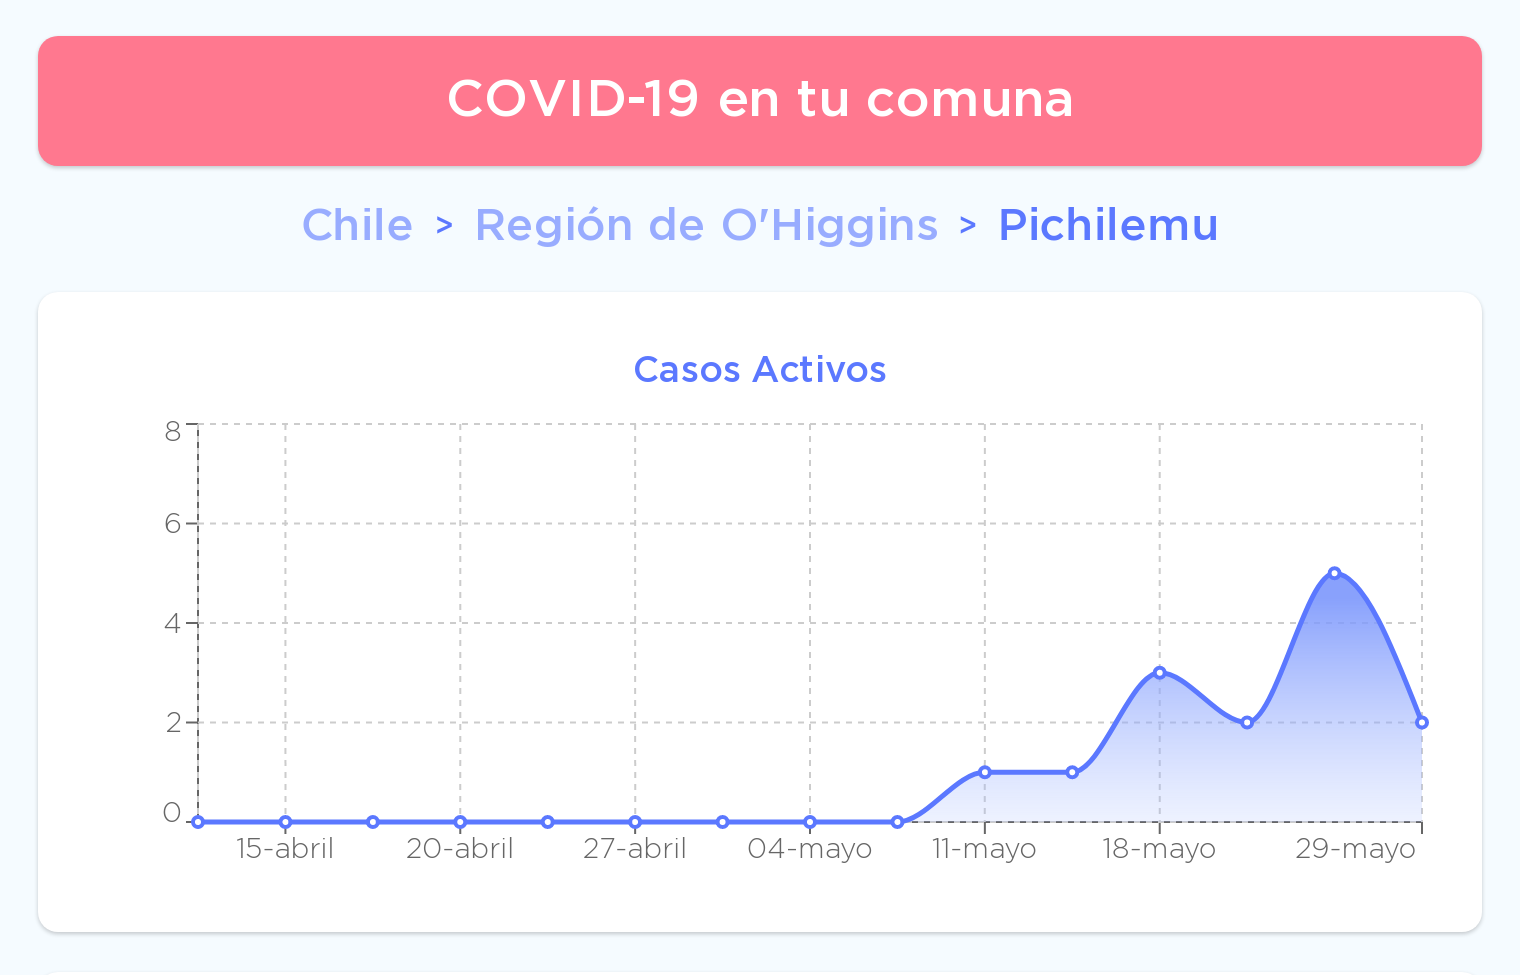 COVID-19 en tu comuna
Chile > Región de O'Higgins > Pichilemu
Casos Activos
8
6
4
2
0
15-abril 20-abril 27-abril 04-mayo 11-mayo 18-mayo 29-mayo